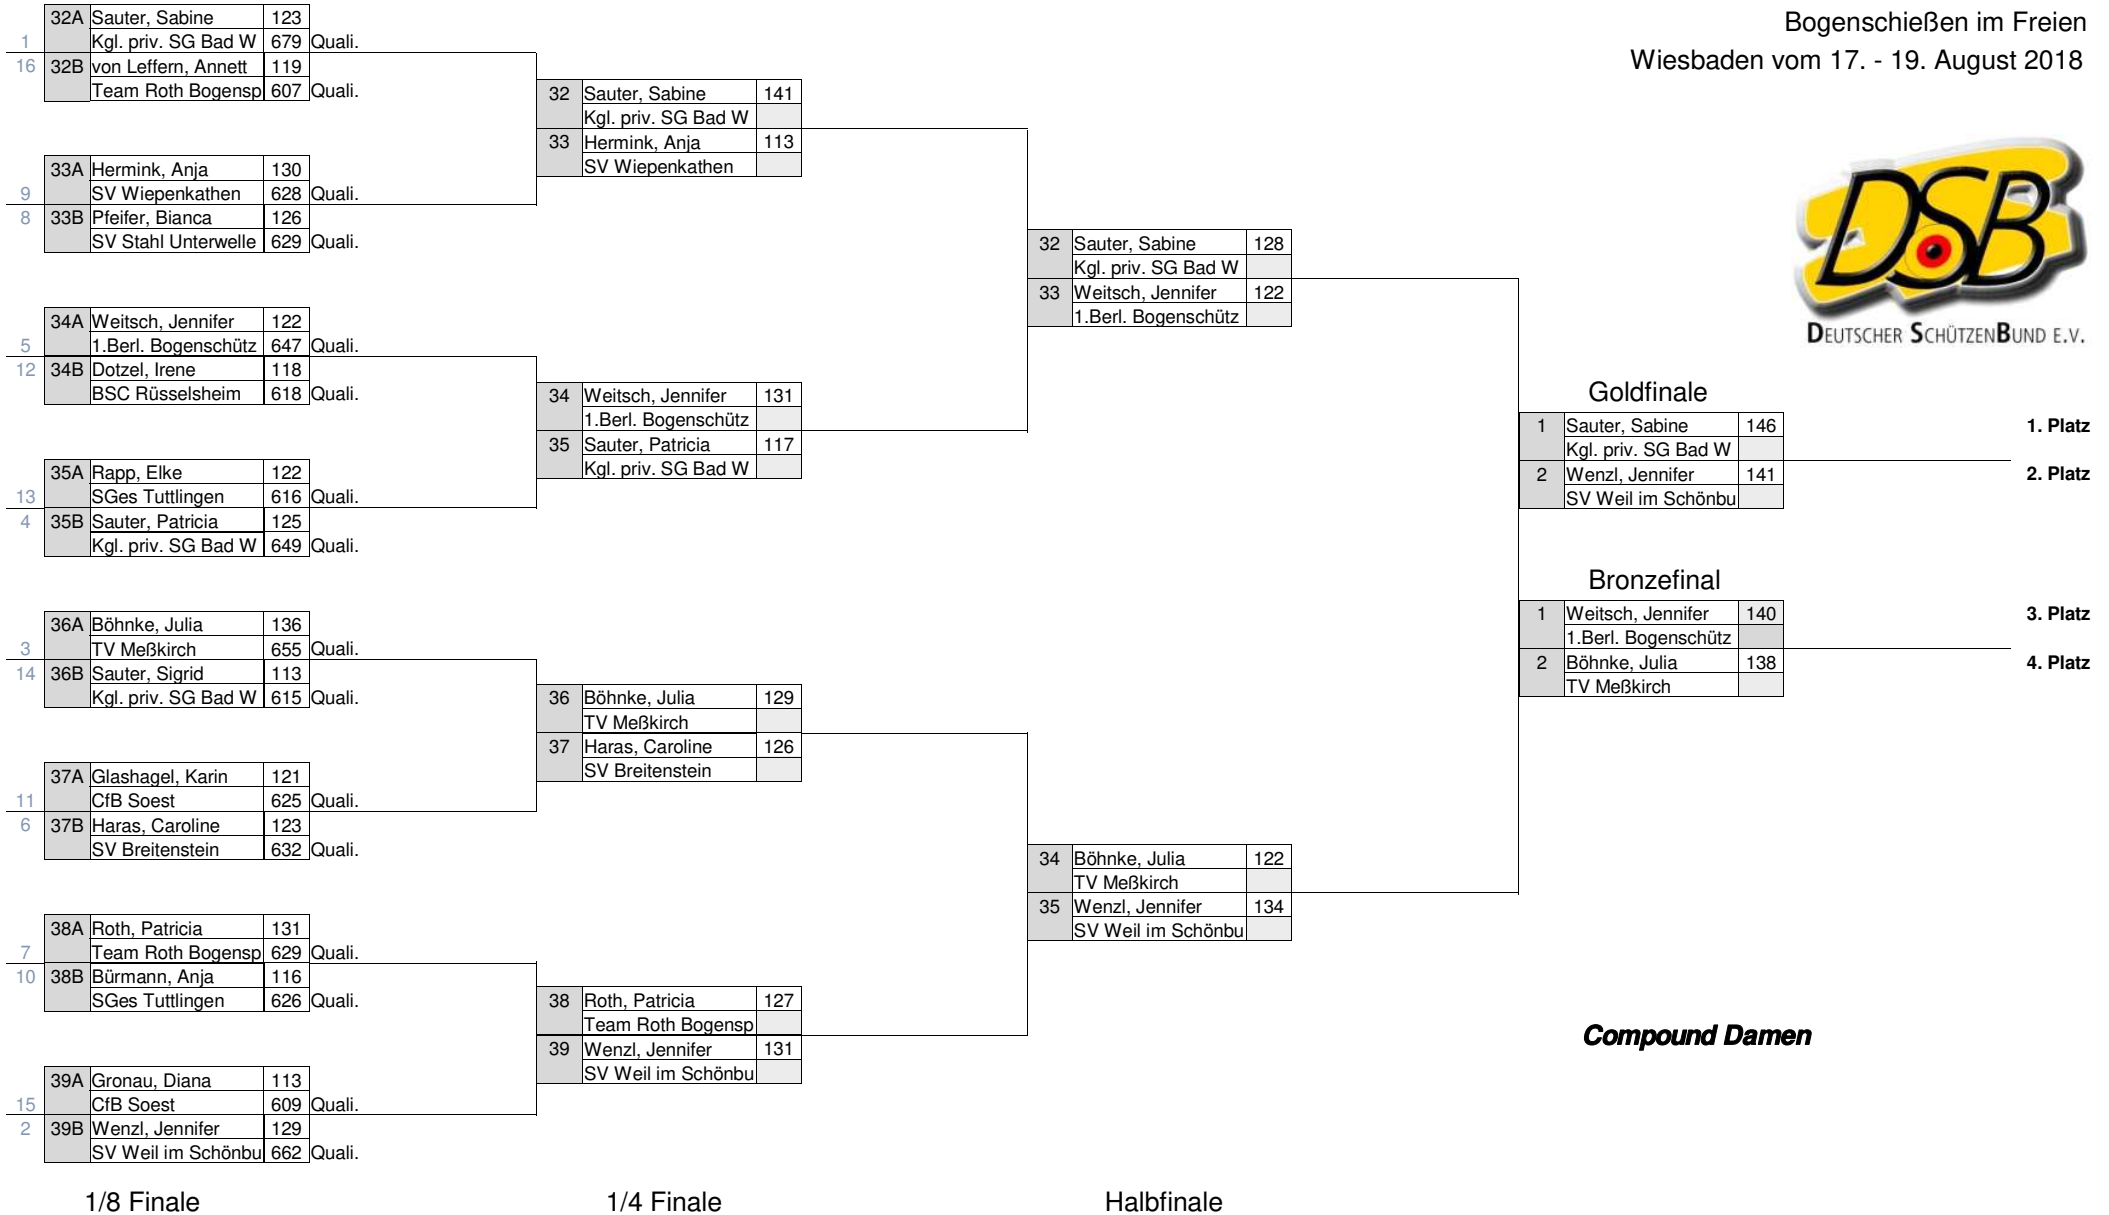 Bogenschießen im Freien
Wiesbaden vom 17. - 19. August 2018
DSB
DEUTSCHER SCHÜTZENBUND E.V.
32A Sauter, Sabine 123
1 Kgl. priv. SG Bad W 679 Quali.
16 32B von Leffern, Annett 119
Team Roth Bogensp 607 Quali.
33A Hermink, Anja 130
9 SV Wiepenkathen 628 Quali.
8 33B Pfeifer, Bianca 126
SV Stahl Unterwelle 629 Quali.
34A Weitsch, Jennifer 122
5 1.Berl. Bogenschütz 647 Quali.
12 34B Dotzel, Irene 118
BSC Rüsselsheim 618 Quali.
35A Rapp, Elke 122
13 SGes Tuttlingen 616 Quali.
4 35B Sauter, Patricia 125
Kgl. priv. SG Bad W 649 Quali.
36A Böhnke, Julia 136
3 TV Meßkirch 655 Quali.
14 36B Sauter, Sigrid 113
Kgl. priv. SG Bad W 615 Quali.
37A Glashagel, Karin 121
11 CfB Soest 625 Quali.
6 37B Haras, Caroline 123
SV Breitenstein 632 Quali.
38A Roth, Patricia 131
7 Team Roth Bogensp 629 Quali.
10 38B Bürmann, Anja 116
SGes Tuttlingen 626 Quali.
39A Gronau, Diana 113
15 CfB Soest 609 Quali.
2 39B Wenzl, Jennifer 129
SV Weil im Schönbu 662 Quali.
1/8 Finale
32 Sauter, Sabine 141
Kgl. priv. SG Bad W
33 Hermink, Anja 113
SV Wiepenkathen
34 Weitsch, Jennifer 131
1.Berl. Bogenschütz
35 Sauter, Patricia 117
Kgl. priv. SG Bad W
36 Böhnke, Julia 129
TV Meßkirch
37 Haras, Caroline 126
SV Breitenstein
38 Roth, Patricia 127
Team Roth Bogensp
39 Wenzl, Jennifer 131
SV Weil im Schönbu
1/4 Finale
32 Sauter, Sabine 128
Kgl. priv. SG Bad W
33 Weitsch, Jennifer 122
1.Berl. Bogenschütz
34 Böhnke, Julia 122
TV Meßkirch
35 Wenzl, Jennifer 134
SV Weil im Schönbu
Halbfinale
Goldfinale
1 Sauter, Sabine 146 1. Platz
Kgl. priv. SG Bad W
2 Wenzl, Jennifer 141 2. Platz
SV Weil im Schönbu
Bronzefinal
1 Weitsch, Jennifer 140 3. Platz
1.Berl. Bogenschütz
2 Böhnke, Julia 138 4. Platz
TV Meßkirch
Compound Damen